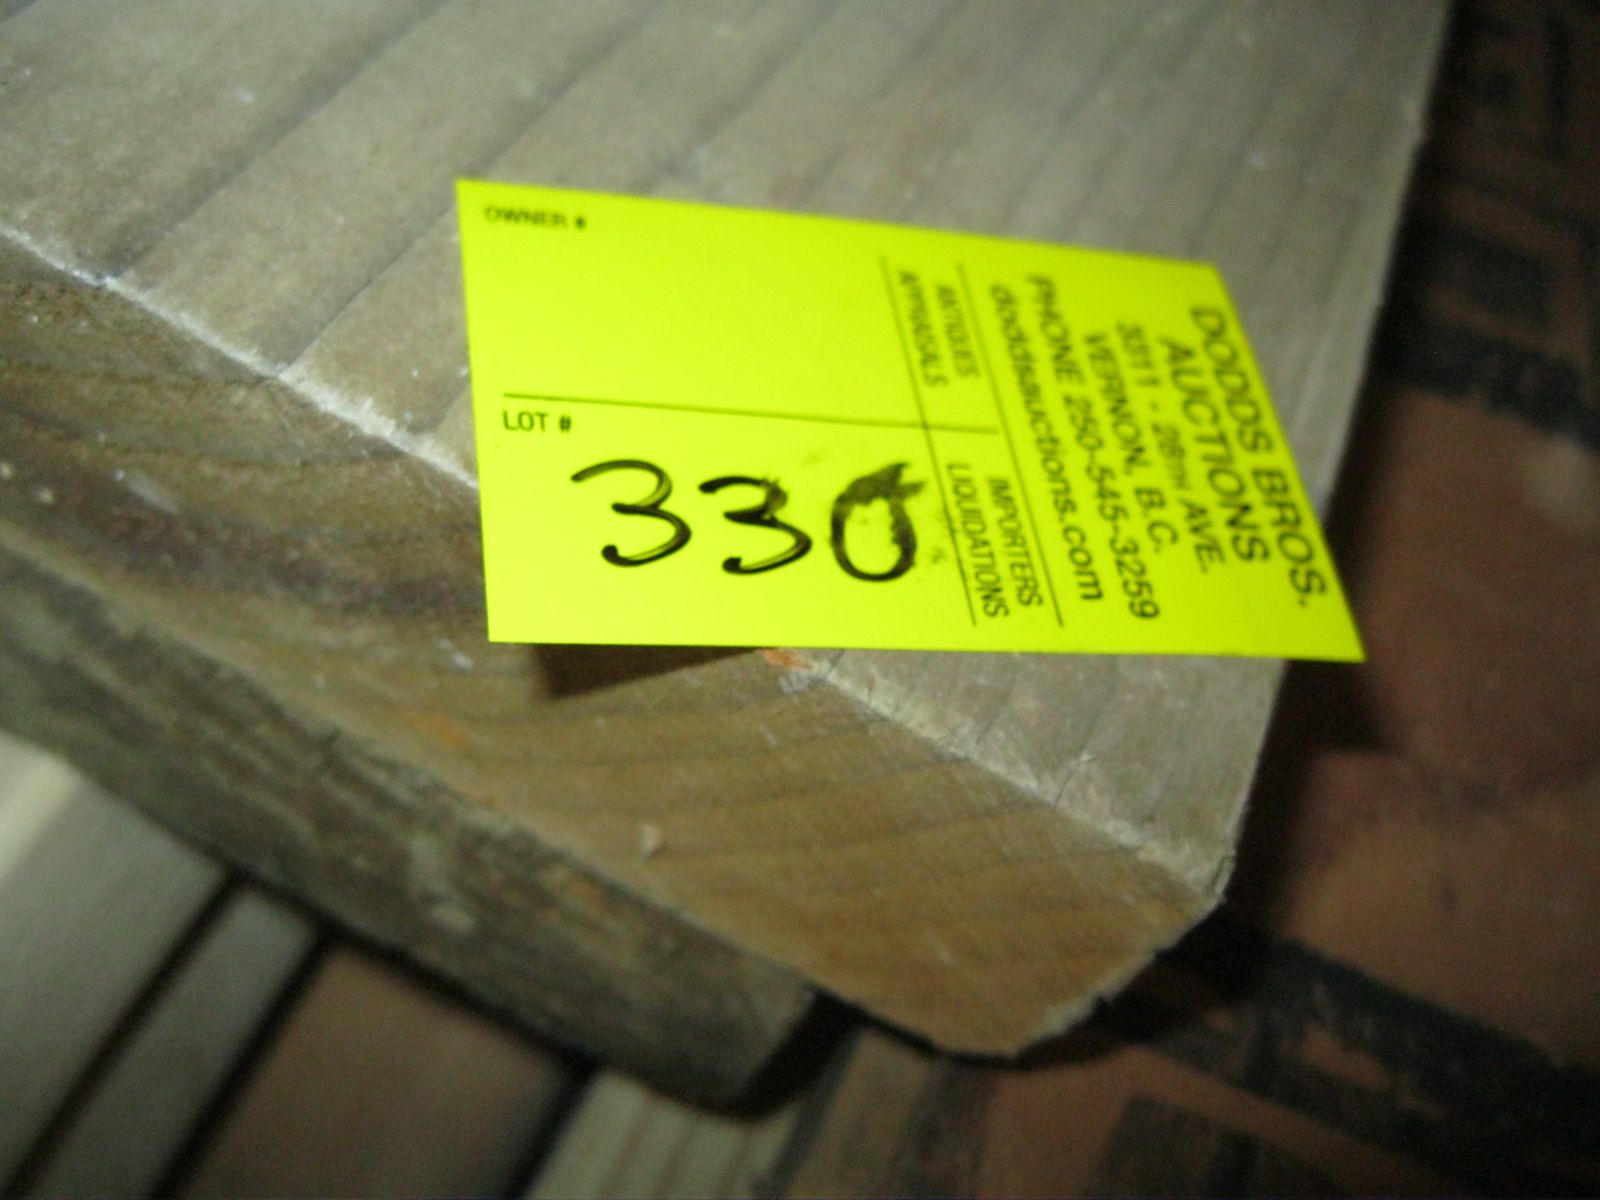 OWNER #
LOT #
330
DODDS BROS.
AUCTIONS
3311 - 28TH AVE.
VERNON, B.C.
PHONE 250-545-3259
doddsauctions.com
ANTIQUES IMPORTERS
APPRAISALS LIQUIDATIONS